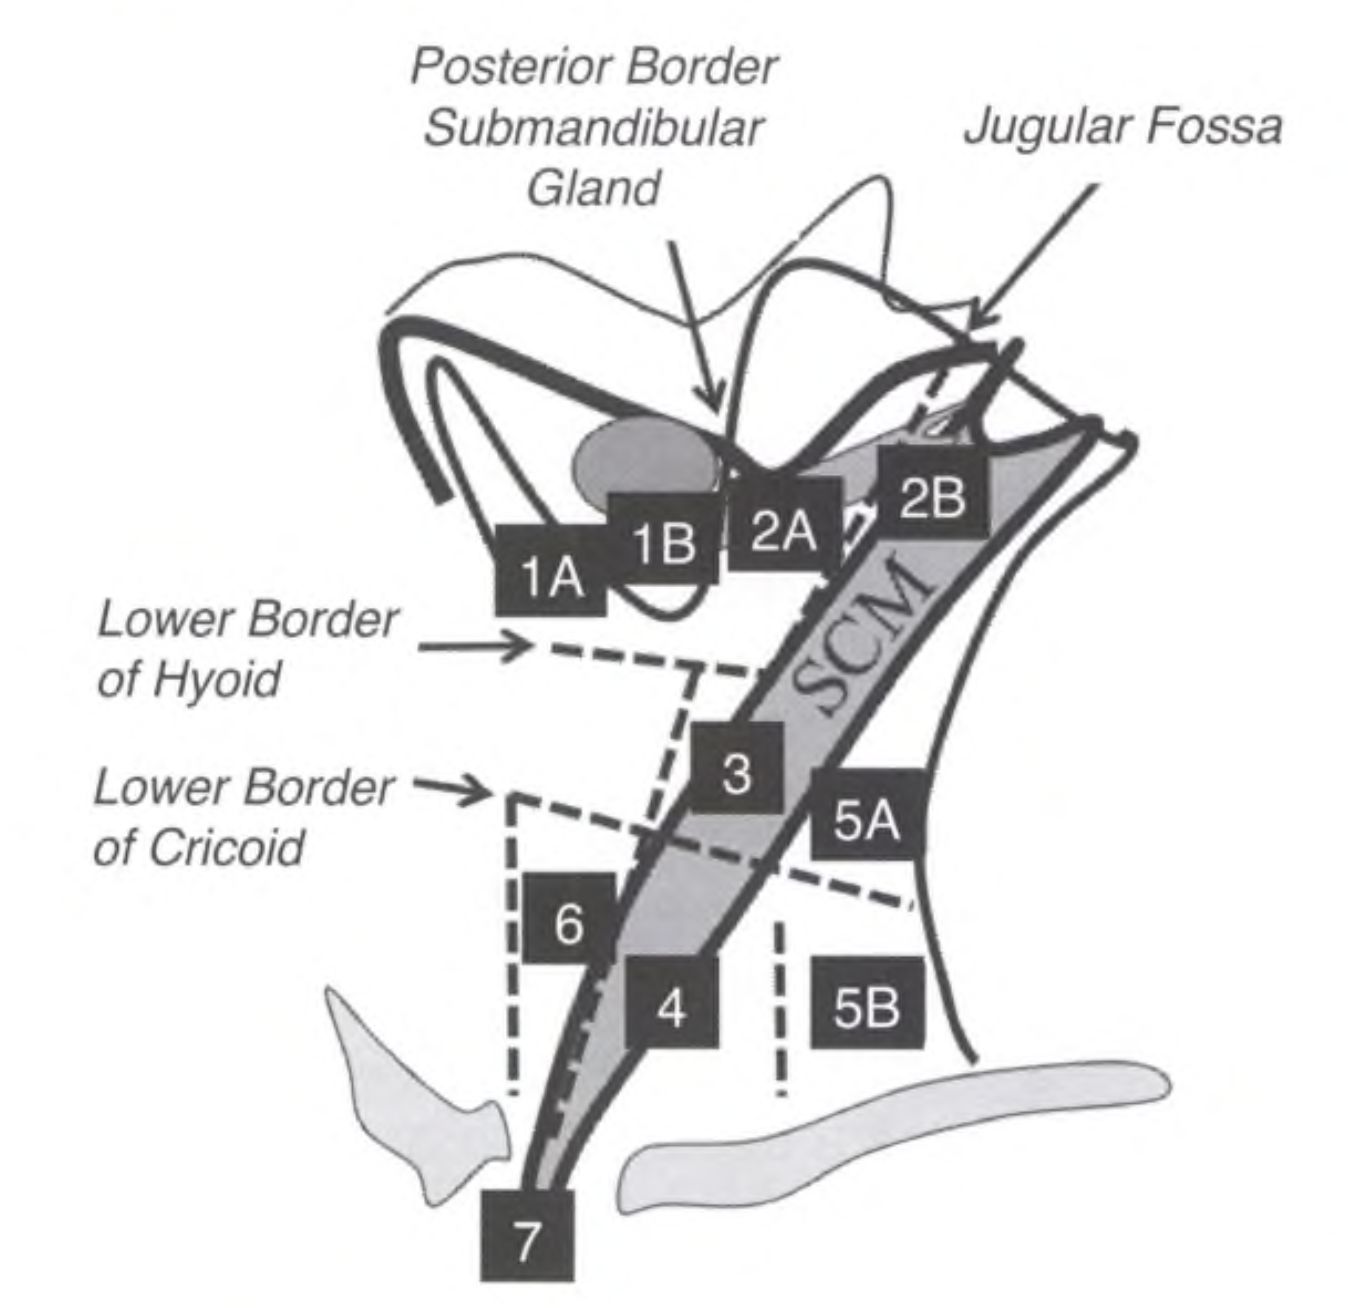 Posterior Border
Submandibular
Gland
Jugular Fossa
2B
1B
2A
1A
SCM
Lower Border
of Hyoid
3
Lower Border
of Cricoid
5A
6
4
5B
7